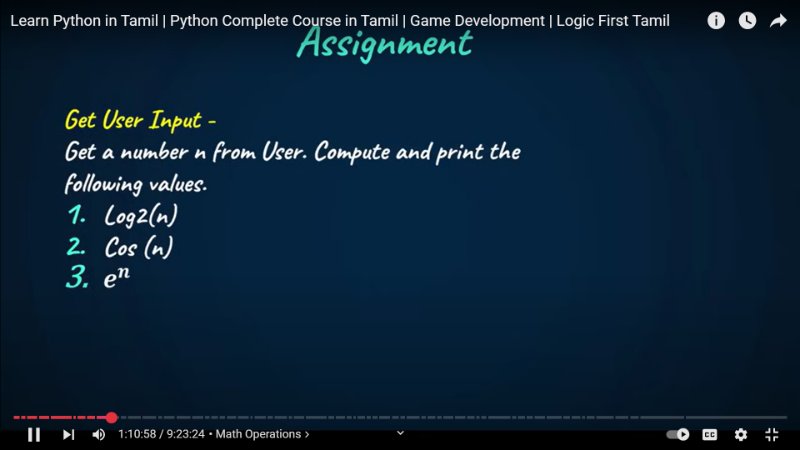 Learn Python in Tamil | Python Complete Course in Tamil | Game Development | Logic First Tamil
Assignment
Get User Input -
Get a number n from User. Compute and print the
following values.
1. Log2(n)
2. Cos (n)
3. eⁿ
1:10:58 / 9:23:24 • Math Operations ›
CC